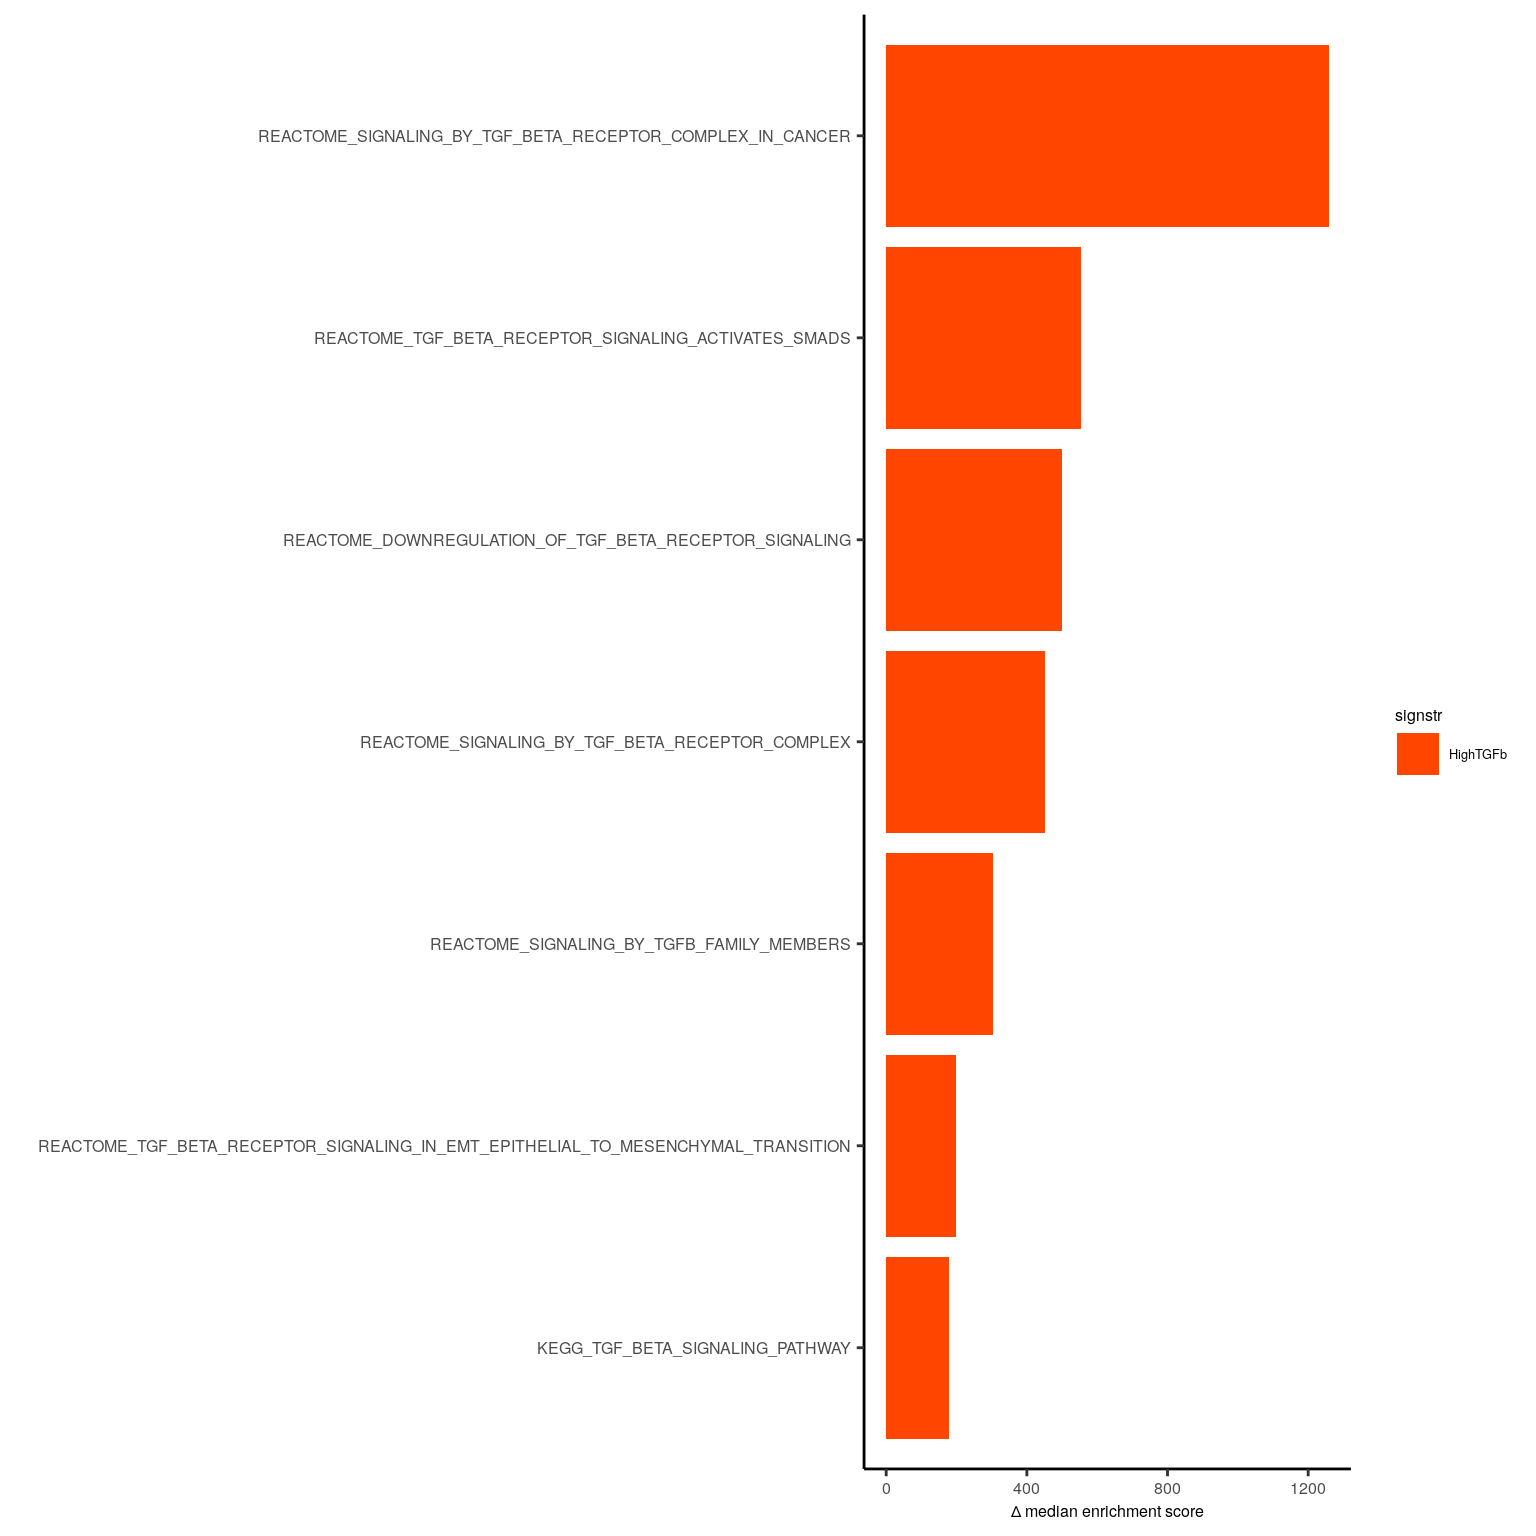 REACTOME_SIGNALING_BY_TGF_BETA_RECEPTOR_COMPLEX_IN_CANCER
REACTOME_TGF_BETA_RECEPTOR_SIGNALING_ACTIVATES_SMADS
REACTOME_DOWNREGULATION_OF_TGF_BETA_RECEPTOR_SIGNALING
REACTOME_SIGNALING_BY_TGF_BETA_RECEPTOR_COMPLEX
REACTOME_SIGNALING_BY_TGFB_FAMILY_MEMBERS
REACTOME_TGF_BETA_RECEPTOR_SIGNALING_IN_EMT_EPITHELIAL_TO_MESENCHYMAL_TRANSITION
KEGG_TGF_BETA_SIGNALING_PATHWAY
0 400 800 1200
Δ median enrichment score
signstr
HighTGFb